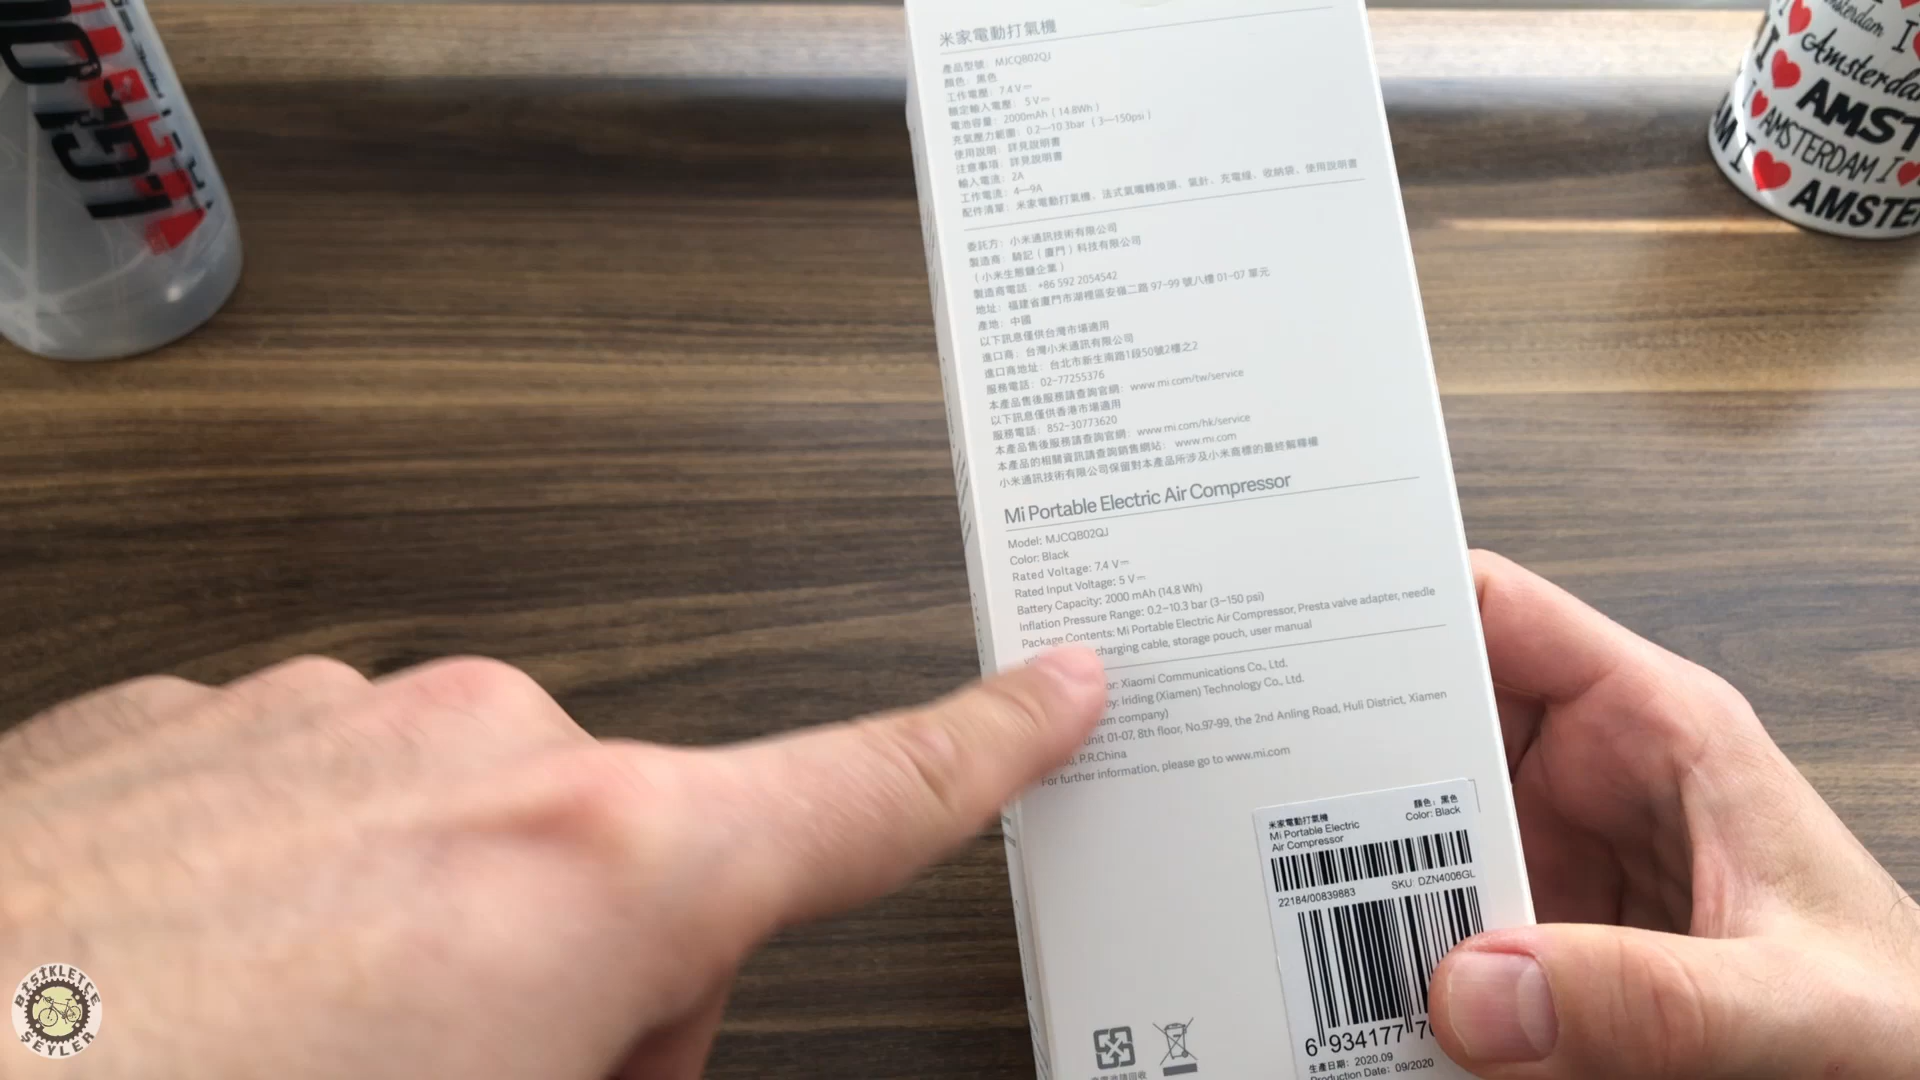 米家電動打氣機
產品型號：MJCQB02QJ
顏色：黑色
工作電壓：7.4 V⎓
額定輸入電壓：5 V⎓
電池容量：2000mAh（14.8Wh）
充氣壓力範圍：0.2—10.3bar（3—150psi）
使用說明：詳見說明書
注意事項：詳見說明書
輸入電流：2A
工作電流：4—9A
配件清單：米家電動打氣機、法式氣嘴轉換頭、氣針、充電線、收納袋、使用說明書
委託方：小米通訊技術有限公司
製造商：騎記（廈門）科技有限公司
（小米生態鏈企業）
製造商電話：+86 592 2054542
地址：福建省廈門市湖裡區安嶺二路 97-99 號八樓 01-07 單元
產地：中國
以下訊息僅供台灣市場適用
進口商：台灣小米通訊有限公司
進口商地址：台北市新生南路1段50號2樓之2
服務電話：02-77255376
本產品售後服務請查詢官網：www.mi.com/tw/service
以下訊息僅供香港市場適用
服務電話：852-30773620
本產品售後服務請查詢官網：www.mi.com/hk/service
本產品的相關資訊請查詢銷售網站：www.mi.com
小米通訊技術有限公司保留對本產品所涉及小米商標的最終解釋權
Mi Portable Electric Air Compressor
Model: MJCQB02QJ
Color: Black
Rated Voltage: 7.4 V⎓
Rated Input Voltage: 5 V⎓
Battery Capacity: 2000 mAh (14.8 Wh)
Inflation Pressure Range: 0.2–10.3 bar (3–150 psi)
Package Contents: Mi Portable Electric Air Compressor, Presta valve adapter, needle
charging cable, storage pouch, user manual
Xiaomi Communications Co., Ltd.
Iriding (Xiamen) Technology Co., Ltd.
company)
Unit 01-07, 8th floor, No.97-99, the 2nd Anling Road, Huli District, Xiamen
P.R.China
For further information, please go to www.mi.com
米家電動打氣機
顏色：黑色
Mi Portable Electric
Air Compressor
Color: Black
22184/00839883
SKU: DZN4006GL
6 934177 7
生產日期：2020.09
Production Date: 09/2020
I Amsterdam I
Amsterdam
AMST
AMSTERDAM I
AMSTE
BİSİKLETÇE
ŞEYLER